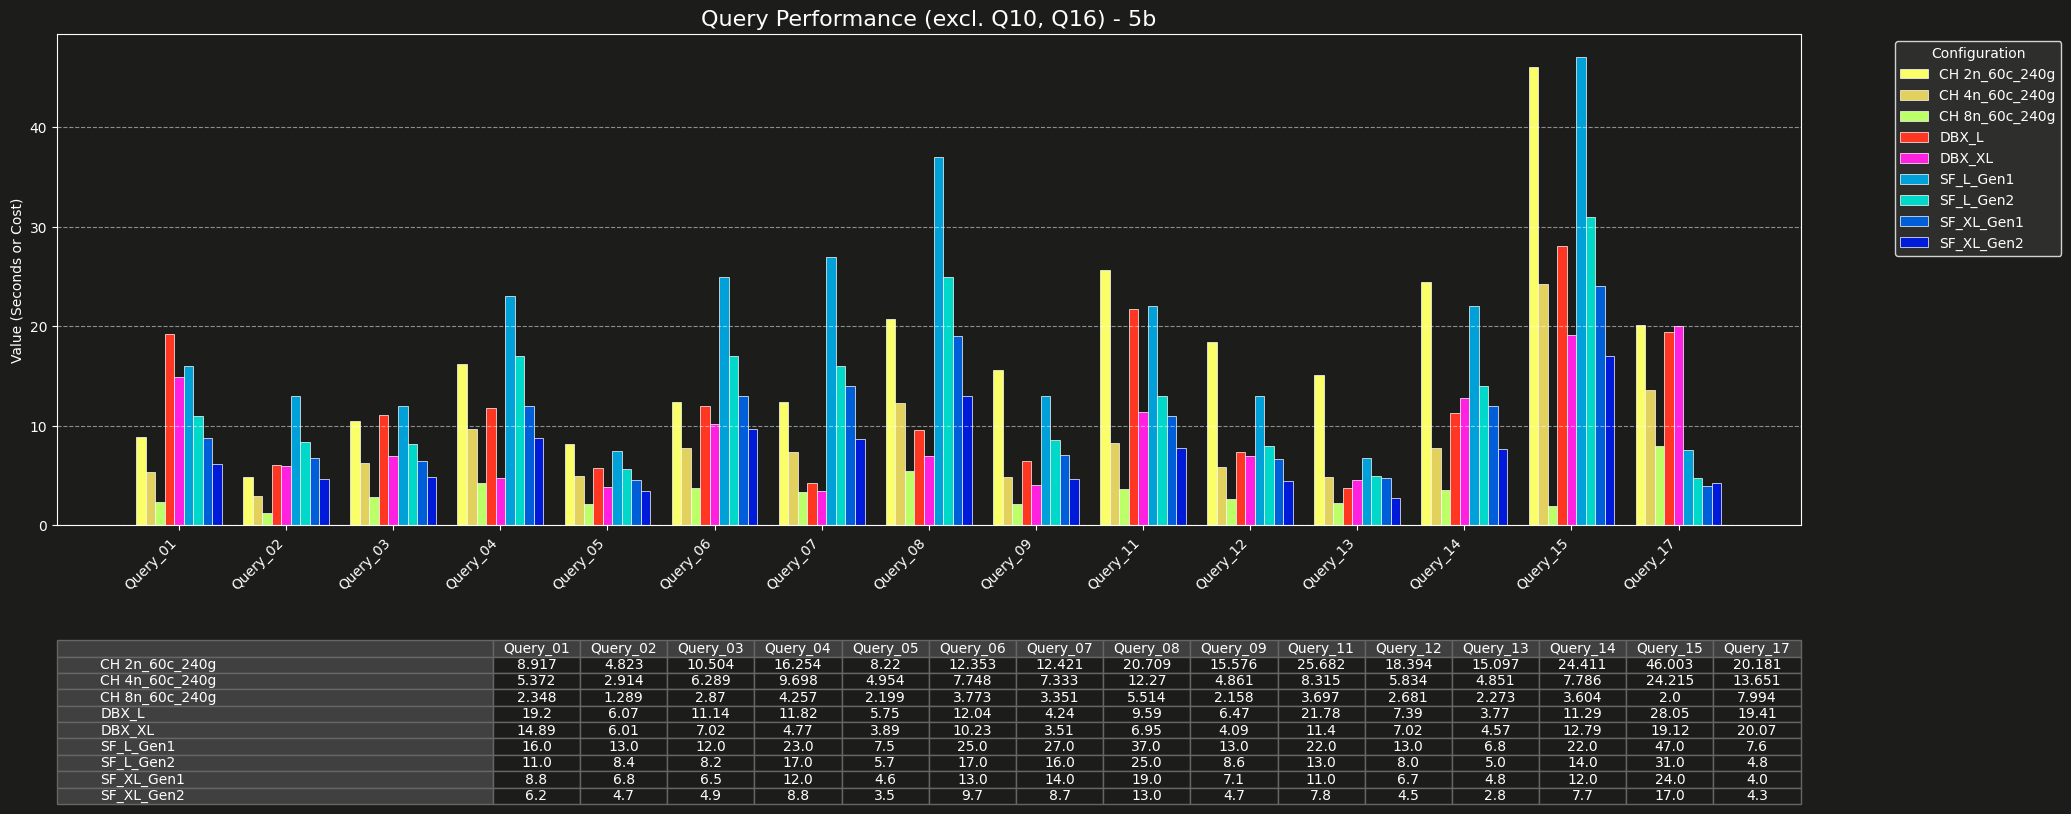 Query Performance (excl. Q10, Q16) - 5b
Value (Seconds or Cost)
40
30
20
10
0
Query_01 Query_02 Query_03 Query_04 Query_05 Query_06 Query_07 Query_08 Query_09 Query_11 Query_12 Query_13 Query_14 Query_15 Query_17
Configuration
CH 2n_60c_240g
CH 4n_60c_240g
CH 8n_60c_240g
DBX_L
DBX_XL
SF_L_Gen1
SF_L_Gen2
SF_XL_Gen1
SF_XL_Gen2
Query_01 Query_02 Query_03 Query_04 Query_05 Query_06 Query_07 Query_08 Query_09 Query_11 Query_12 Query_13 Query_14 Query_15 Query_17
CH 2n_60c_240g 8.917 4.823 10.504 16.254 8.22 12.353 12.421 20.709 15.576 25.682 18.394 15.097 24.411 46.003 20.181
CH 4n_60c_240g 5.372 2.914 6.289 9.698 4.954 7.748 7.333 12.27 4.861 8.315 5.834 4.851 7.786 24.215 13.651
CH 8n_60c_240g 2.348 1.289 2.87 4.257 2.199 3.773 3.351 5.514 2.158 3.697 2.681 2.273 3.604 2.0 7.994
DBX_L 19.2 6.07 11.14 11.82 5.75 12.04 4.24 9.59 6.47 21.78 7.39 3.77 11.29 28.05 19.41
DBX_XL 14.89 6.01 7.02 4.77 3.89 10.23 3.51 6.95 4.09 11.4 7.02 4.57 12.79 19.12 20.07
SF_L_Gen1 16.0 13.0 12.0 23.0 7.5 25.0 27.0 37.0 13.0 22.0 13.0 6.8 22.0 47.0 7.6
SF_L_Gen2 11.0 8.4 8.2 17.0 5.7 17.0 16.0 25.0 8.6 13.0 8.0 5.0 14.0 31.0 4.8
SF_XL_Gen1 8.8 6.8 6.5 12.0 4.6 13.0 14.0 19.0 7.1 11.0 6.7 4.8 12.0 24.0 4.0
SF_XL_Gen2 6.2 4.7 4.9 8.8 3.5 9.7 8.7 13.0 4.7 7.8 4.5 2.8 7.7 17.0 4.3